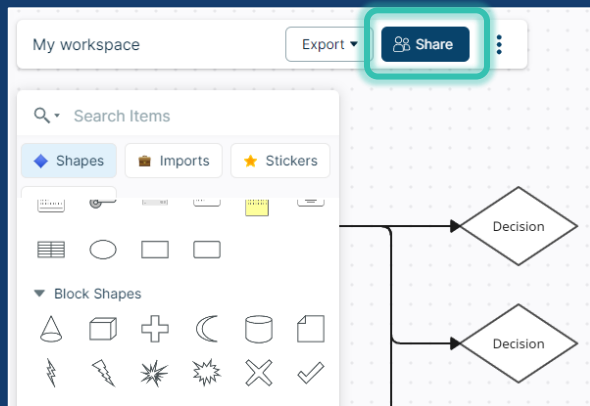 My workspace
Export
Share
Search Items
Shapes
Imports
Stickers
Block Shapes
Decision
Decision